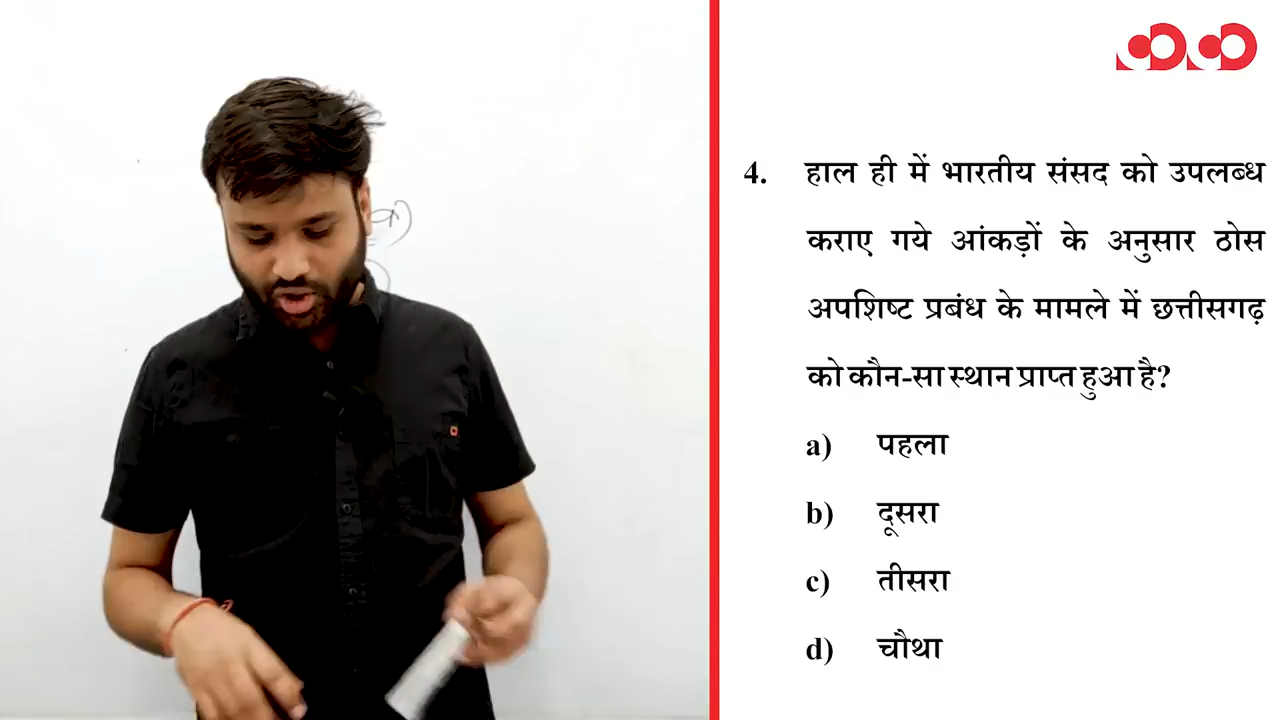 4. हाल ही में भारतीय संसद को उपलब्ध
कराए गये आंकड़ों के अनुसार ठोस
अपशिष्ट प्रबंध के मामले में छत्तीसगढ़
को कौन-सा स्थान प्राप्त हुआ है?
a) पहला
b) दूसरा
c) तीसरा
d) चौथा